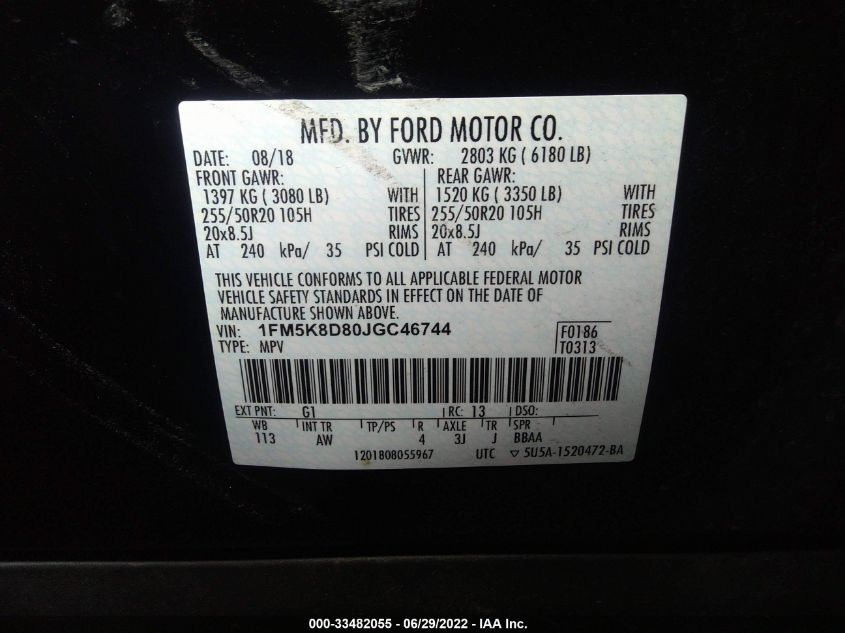 MFD. BY FORD MOTOR CO.
DATE: 08/18 GVWR: 2803 KG ( 6180 LB)
FRONT GAWR: REAR GAWR:
1397 KG ( 3080 LB) WITH 1520 KG ( 3350 LB) WITH
255/50R20 105H TIRES 255/50R20 105H TIRES
20x8.5J RIMS 20x8.5J RIMS
AT 240 kPa/ 35 PSI COLD AT 240 kPa/ 35 PSI COLD
THIS VEHICLE CONFORMS TO ALL APPLICABLE FEDERAL MOTOR
VEHICLE SAFETY STANDARDS IN EFFECT ON THE DATE OF
MANUFACTURE SHOWN ABOVE.
VIN: 1FM5K8D80JGC46744 F0186
TYPE: MPV T0313
EXT PNT: G1 RC: 13 DSO:
WB INT TR TP/PS R AXLE TR SPR
113 AW 4 3J J BBAA
1201808055967 UTC ▽ 5U5A-1520472-BA
000-33482055 - 06/29/2022 - IAA Inc.